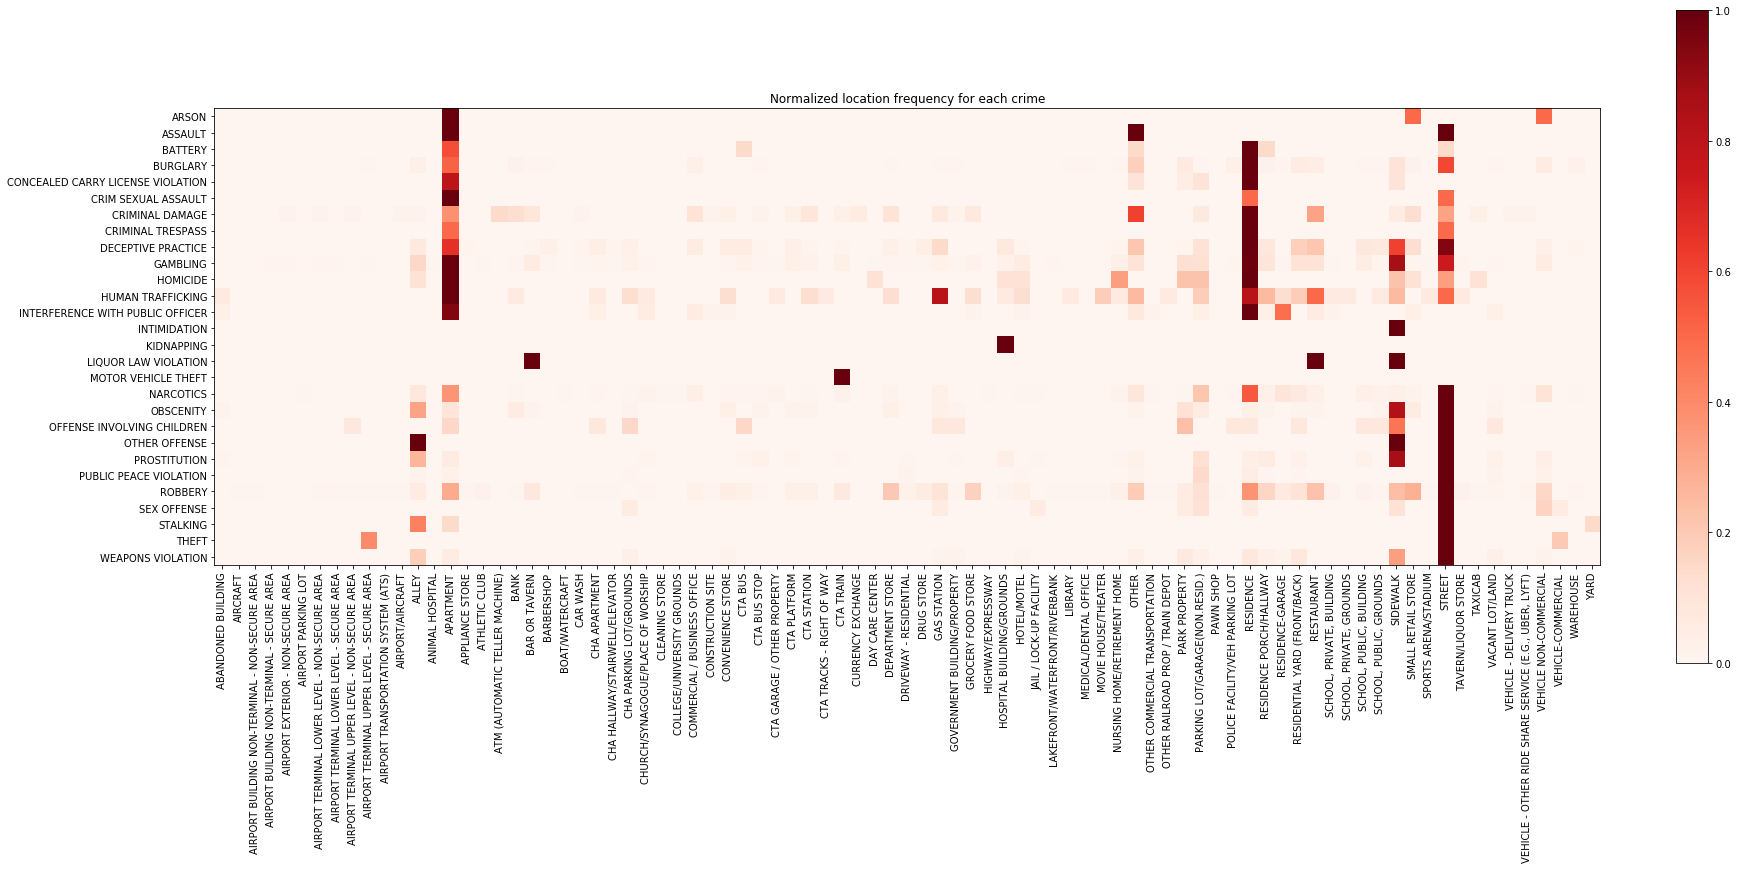 Normalized location frequency for each crime
ARSON
ASSAULT
BATTERY
BURGLARY
CONCEALED CARRY LICENSE VIOLATION
CRIM SEXUAL ASSAULT
CRIMINAL DAMAGE
CRIMINAL TRESPASS
DECEPTIVE PRACTICE
GAMBLING
HOMICIDE
HUMAN TRAFFICKING
INTERFERENCE WITH PUBLIC OFFICER
INTIMIDATION
KIDNAPPING
LIQUOR LAW VIOLATION
MOTOR VEHICLE THEFT
NARCOTICS
OBSCENITY
OFFENSE INVOLVING CHILDREN
OTHER OFFENSE
PROSTITUTION
PUBLIC PEACE VIOLATION
ROBBERY
SEX OFFENSE
STALKING
THEFT
WEAPONS VIOLATION
ABANDONED BUILDING
AIRCRAFT
AIRPORT BUILDING NON-TERMINAL - NON-SECURE AREA
AIRPORT BUILDING NON-TERMINAL - SECURE AREA
AIRPORT EXTERIOR - NON-SECURE AREA
AIRPORT PARKING LOT
AIRPORT TERMINAL LOWER LEVEL - NON-SECURE AREA
AIRPORT TERMINAL LOWER LEVEL - SECURE AREA
AIRPORT TERMINAL UPPER LEVEL - NON-SECURE AREA
AIRPORT TERMINAL UPPER LEVEL - SECURE AREA
AIRPORT TRANSPORTATION SYSTEM (ATS)
AIRPORT/AIRCRAFT
ALLEY
ANIMAL HOSPITAL
APARTMENT
APPLIANCE STORE
ATHLETIC CLUB
ATM (AUTOMATIC TELLER MACHINE)
BANK
BAR OR TAVERN
BARBERSHOP
BOAT/WATERCRAFT
CAR WASH
CHA APARTMENT
CHA HALLWAY/STAIRWELL/ELEVATOR
CHA PARKING LOT/GROUNDS
CHURCH/SYNAGOGUE/PLACE OF WORSHIP
CLEANING STORE
COLLEGE/UNIVERSITY GROUNDS
COMMERCIAL / BUSINESS OFFICE
CONSTRUCTION SITE
CONVENIENCE STORE
CTA BUS
CTA BUS STOP
CTA GARAGE / OTHER PROPERTY
CTA PLATFORM
CTA STATION
CTA TRACKS - RIGHT OF WAY
CTA TRAIN
CURRENCY EXCHANGE
DAY CARE CENTER
DEPARTMENT STORE
DRIVEWAY - RESIDENTIAL
DRUG STORE
GAS STATION
GOVERNMENT BUILDING/PROPERTY
GROCERY FOOD STORE
HIGHWAY/EXPRESSWAY
HOSPITAL BUILDING/GROUNDS
HOTEL/MOTEL
JAIL / LOCK-UP FACILITY
LAKEFRONT/WATERFRONT/RIVERBANK
LIBRARY
MEDICAL/DENTAL OFFICE
MOVIE HOUSE/THEATER
NURSING HOME/RETIREMENT HOME
OTHER
OTHER COMMERCIAL TRANSPORTATION
OTHER RAILROAD PROP / TRAIN DEPOT
PARK PROPERTY
PARKING LOT/GARAGE(NON.RESID.)
PAWN SHOP
POLICE FACILITY/VEH PARKING LOT
RESIDENCE
RESIDENCE PORCH/HALLWAY
RESIDENCE-GARAGE
RESIDENTIAL YARD (FRONT/BACK)
RESTAURANT
SCHOOL, PRIVATE, BUILDING
SCHOOL, PRIVATE, GROUNDS
SCHOOL, PUBLIC, BUILDING
SCHOOL, PUBLIC, GROUNDS
SIDEWALK
SMALL RETAIL STORE
SPORTS ARENA/STADIUM
STREET
TAVERN/LIQUOR STORE
TAXICAB
VACANT LOT/LAND
VEHICLE - DELIVERY TRUCK
VEHICLE - OTHER RIDE SHARE SERVICE (E.G., UBER, LYFT)
VEHICLE NON-COMMERCIAL
VEHICLE-COMMERCIAL
WAREHOUSE
YARD
1.0
0.8
0.6
0.4
0.2
0.0